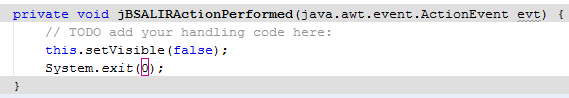 private void jBSALIRActionPerformed(java.awt.event.ActionEvent evt) {
// TODO add your handling code here:
this.setVisible(false);
System.exit(0);
}